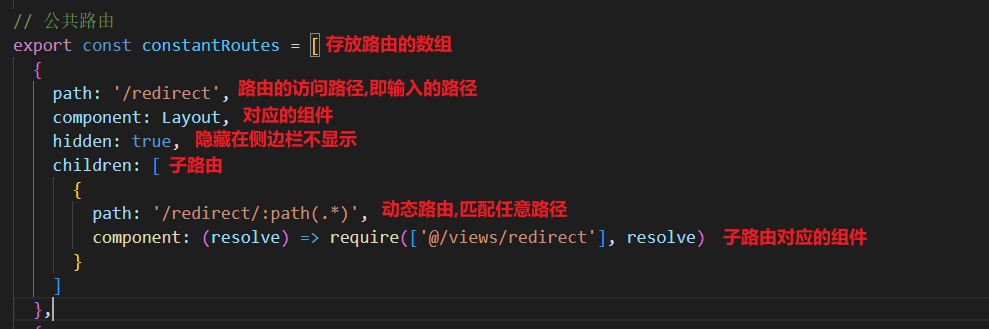 // 公共路由
export const constantRoutes = [ 存放路由的数组
{
path: '/redirect', 路由的访问路径,即输入的路径
component: Layout, 对应的组件
hidden: true, 隐藏在侧边栏不显示
children: [ 子路由
{
path: '/redirect/:path(.*)', 动态路由,匹配任意路径
component: (resolve) => require(['@/views/redirect'], resolve) 子路由对应的组件
}
]
},